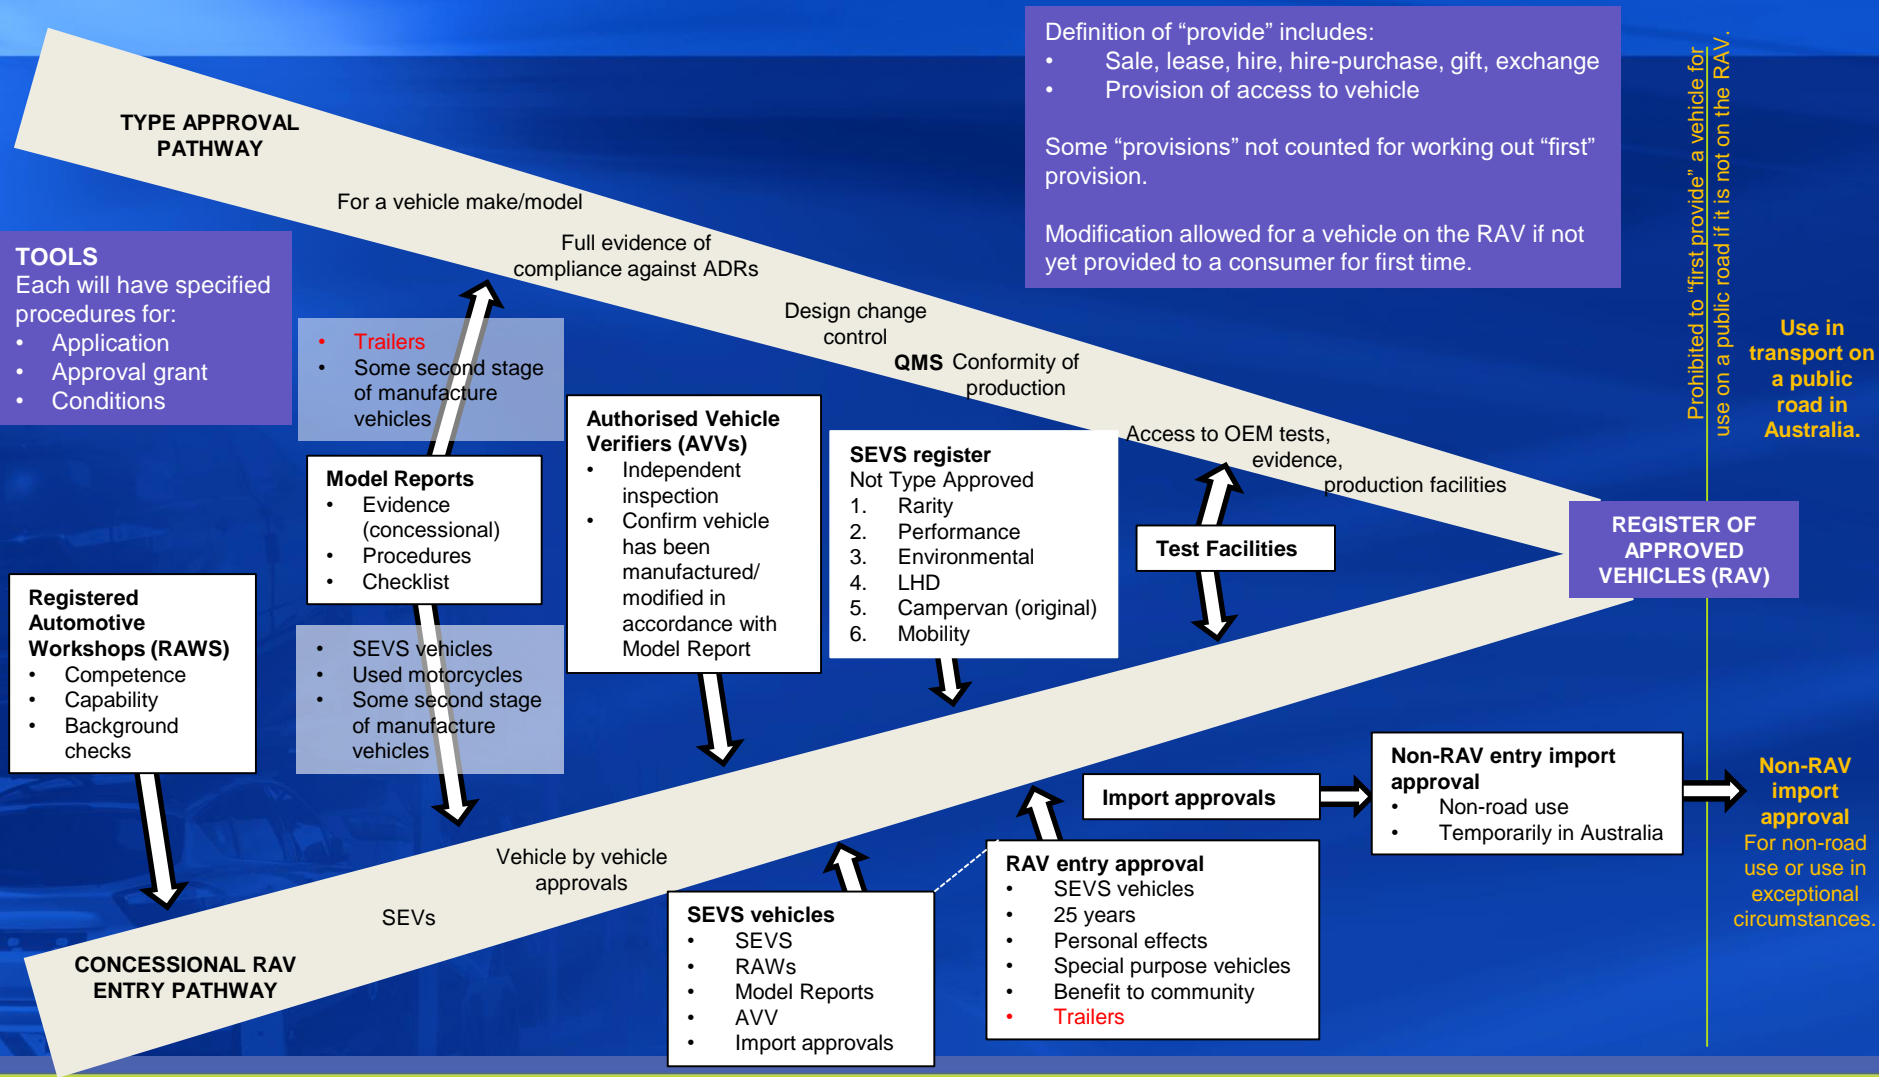 Definition of “provide” includes:
• Sale, lease, hire, hire-purchase, gift, exchange
• Provision of access to vehicle
Some “provisions” not counted for working out “first”
provision.
Modification allowed for a vehicle on the RAV if not
yet provided to a consumer for first time.
Prohibited to “first provide” a vehicle for
use on a public road if it is not on the RAV.
TYPE APPROVAL
PATHWAY
For a vehicle make/model
Full evidence of
compliance against ADRs
Design change
control
QMS Conformity of
production
Access to OEM tests,
evidence,
production facilities
TOOLS
Each will have specified
procedures for:
• Application
• Approval grant
• Conditions
• Trailers
• Some second stage
of manufacture
vehicles
Model Reports
• Evidence
(concessional)
• Procedures
• Checklist
• SEVS vehicles
• Used motorcycles
• Some second stage
of manufacture
vehicles
Registered
Automotive
Workshops (RAWS)
• Competence
• Capability
• Background
checks
Authorised Vehicle
Verifiers (AVVs)
• Independent
inspection
• Confirm vehicle
has been
manufactured/
modified in
accordance with
Model Report
SEVS register
Not Type Approved
1. Rarity
2. Performance
3. Environmental
4. LHD
5. Campervan (original)
6. Mobility
Test Facilities
REGISTER OF
APPROVED
VEHICLES (RAV)
Use in
transport on
a public
road in
Australia.
Import approvals
Non-RAV entry import
approval
• Non-road use
• Temporarily in Australia
Non-RAV
import
approval
For non-road
use or use in
exceptional
circumstances.
Vehicle by vehicle
approvals
SEVs
CONCESSIONAL RAV
ENTRY PATHWAY
SEVS vehicles
• SEVS
• RAWs
• Model Reports
• AVV
• Import approvals
RAV entry approval
• SEVS vehicles
• 25 years
• Personal effects
• Special purpose vehicles
• Benefit to community
• Trailers